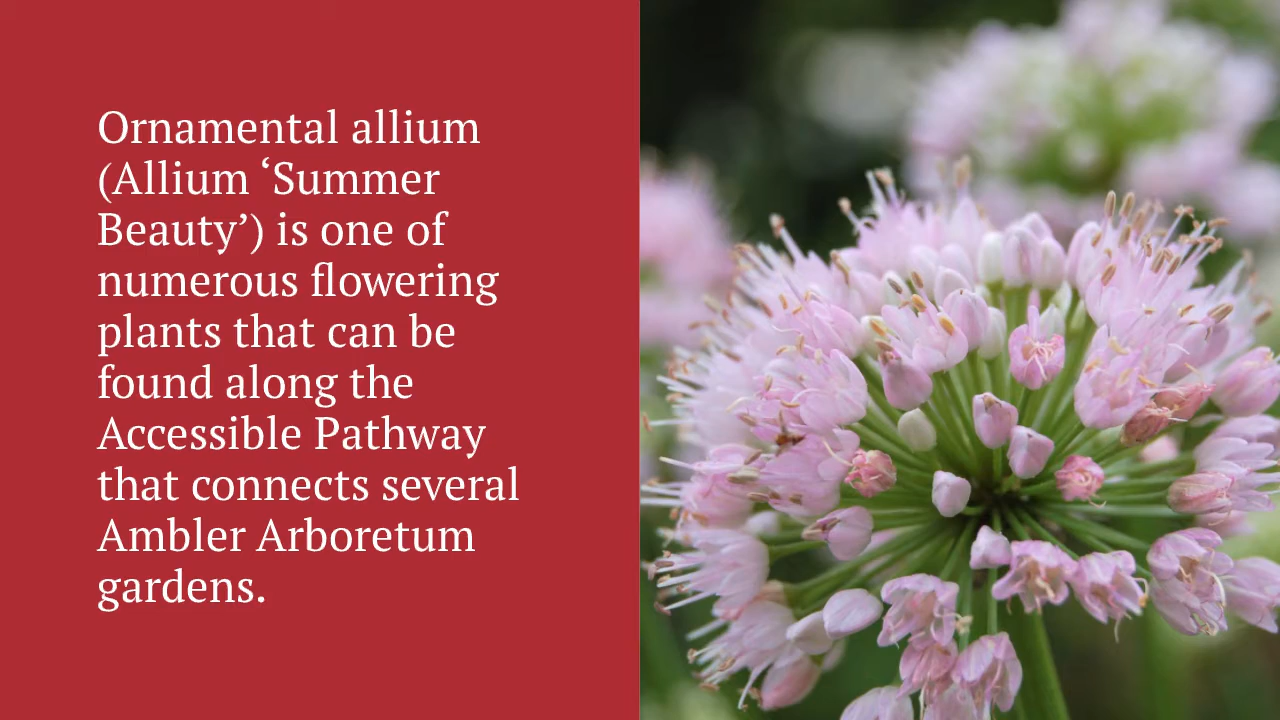 Ornamental allium
(Allium ‘Summer
Beauty’) is one of
numerous flowering
plants that can be
found along the
Accessible Pathway
that connects several
Ambler Arboretum
gardens.